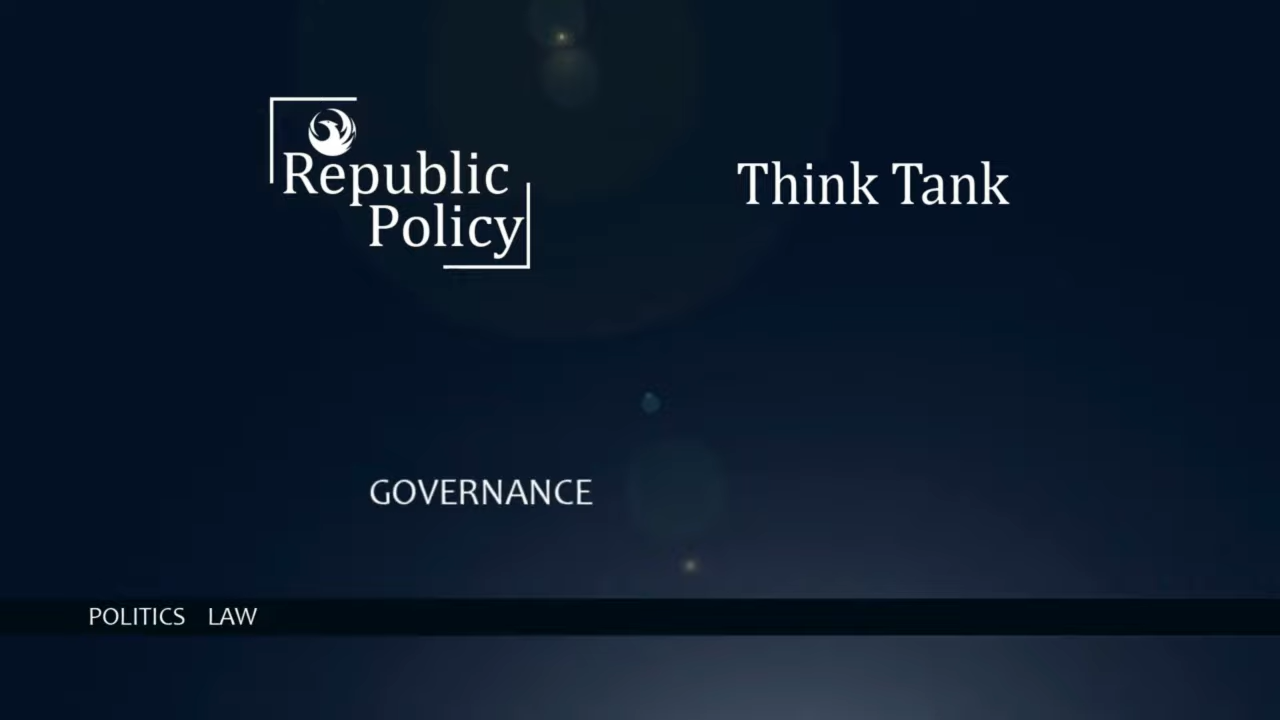 Republic
Policy
Think Tank
GOVERNANCE
POLITICS LAW